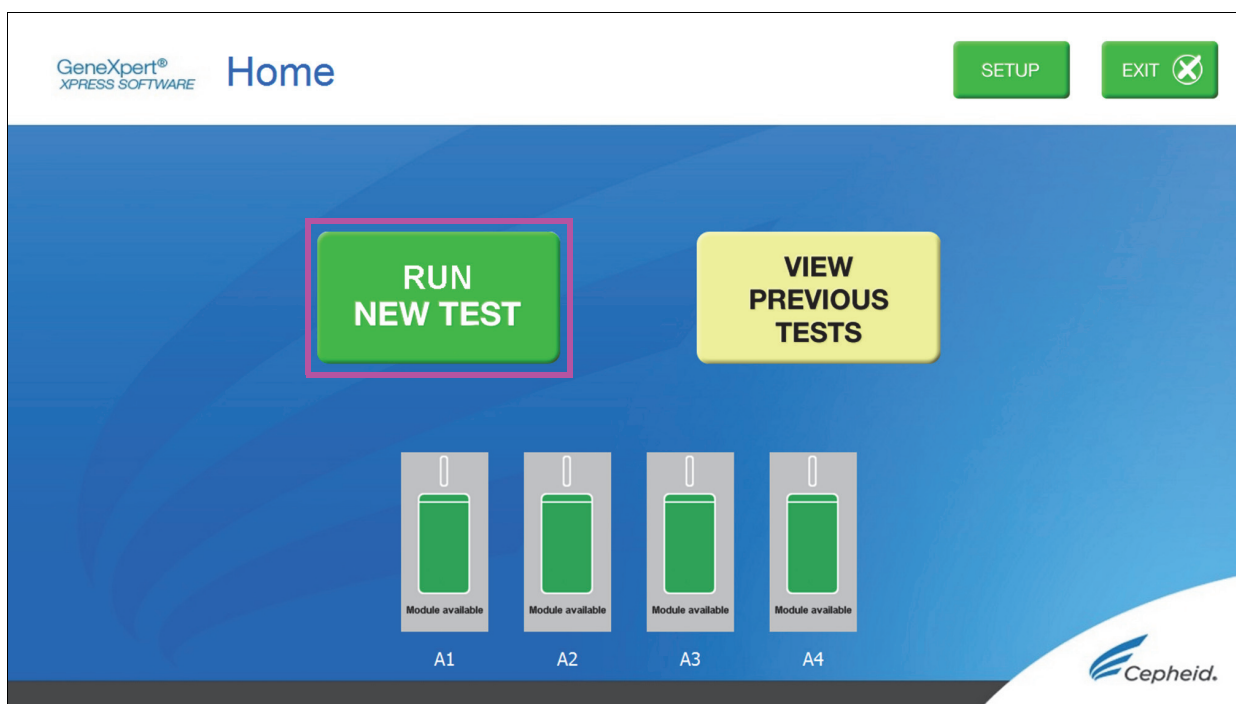 GeneXpert®
XPRESS SOFTWARE
Home
SETUP
EXIT
RUN
NEW TEST
VIEW
PREVIOUS
TESTS
Module available
Module available
Module available
Module available
A1
A2
A3
A4
Cepheid.